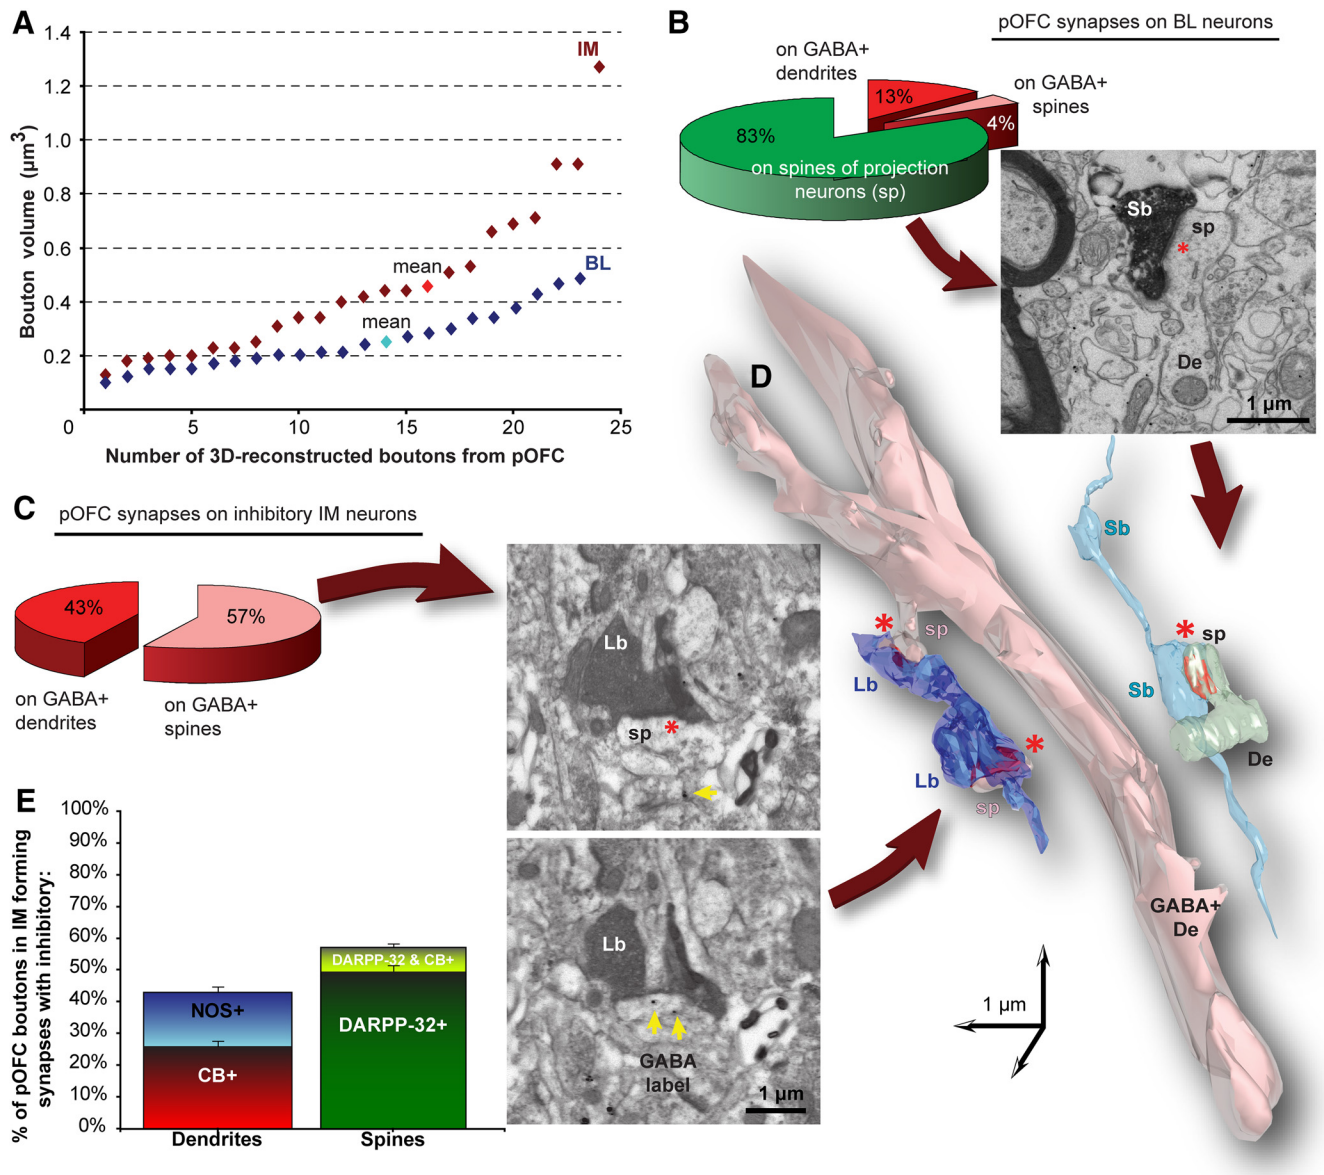 A
1.4
1.2
1.0
0.8
0.6
0.4
0.2
Bouton volume (µm³)
IM
mean
BL
mean
0
5
10
15
20
25
Number of 3D-reconstructed boutons from pOFC
B
pOFC synapses on BL neurons
on GABA+
dendrites
13%
on GABA+
spines
4%
83%
on spines of projection
neurons (sp)
Sb
sp
*
De
1 µm
C
pOFC synapses on inhibitory IM neurons
43%
57%
on GABA+
dendrites
on GABA+
spines
Lb
sp
*
Lb
GABA
label
1 µm
D
Sb
*
sp
Sb
De
*
sp
Lb
*
Lb
sp
GABA+
De
1 µm
E
100%
90%
80%
70%
60%
50%
40%
30%
20%
10%
0%
% of pOFC boutons in IM forming
synapses with inhibitory:
NOS+
CB+
DARPP-32 & CB+
DARPP-32+
Dendrites
Spines